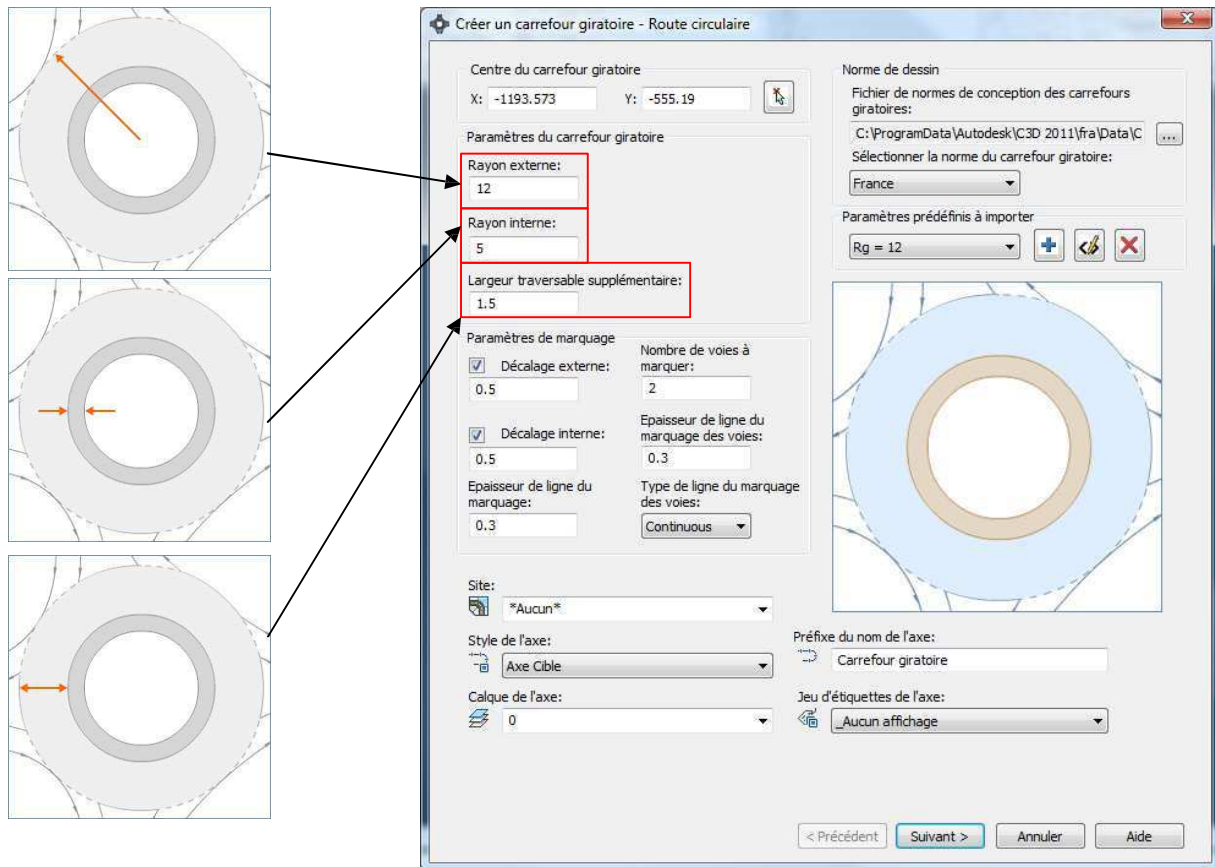 Créer un carrefour giratoire - Route circulaire
Centre du carrefour giratoire
X: -1193.573 Y: -555.19
Paramètres du carrefour giratoire
Rayon externe:
12
Rayon interne:
5
Largeur traversable supplémentaire:
1.5
Paramètres de marquage
Décalage externe:
0.5
Nombre de voies à
marquer:
2
Décalage interne:
0.5
Epaisseur de ligne du
marquage des voies:
0.3
Epaisseur de ligne du
marquage:
0.3
Type de ligne du marquage
des voies:
Continuous
Norme de dessin
Fichier de normes de conception des carrefours
giratoires:
C:\ProgramData\Autodesk\C3D 2011\fra\Data\C ...
Sélectionner la norme du carrefour giratoire:
France
Paramètres prédéfinis à importer
Rg = 12
Site:
*Aucun*
Style de l'axe:
Axe Cible
Calque de l'axe:
0
Préfixe du nom de l'axe:
Carrefour giratoire
Jeu d'étiquettes de l'axe:
_Aucun affichage
< Précédent Suivant > Annuler Aide